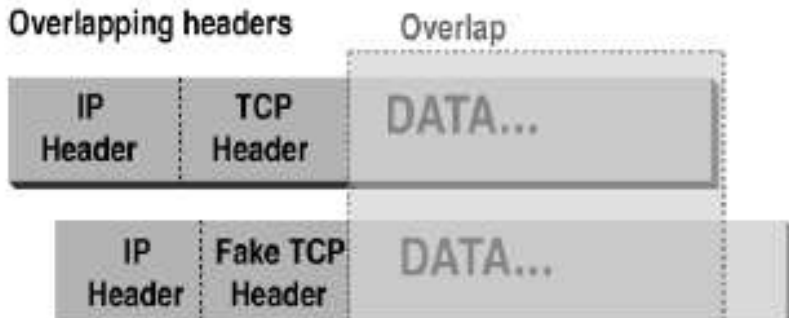 Overlapping headers
Overlap
IP Header
TCP Header
DATA...
IP Header
Fake TCP Header
DATA...